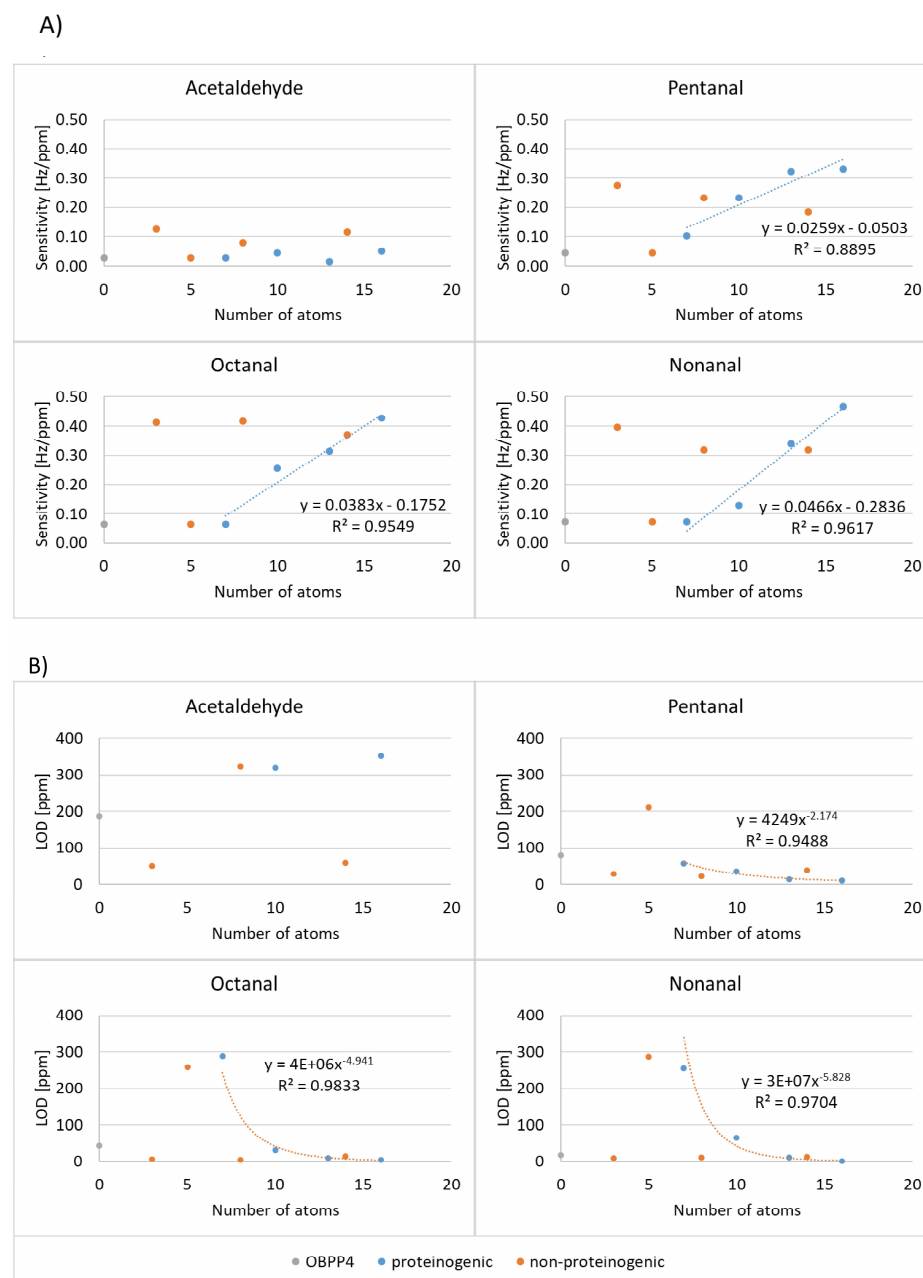 A)
Acetaldehyde
Sensitivity [Hz/ppm]
0.50
0.40
0.30
0.20
0.10
0.00
0 5 10 15 20
Number of atoms
Pentanal
Sensitivity [Hz/ppm]
0.50
0.40
0.30
0.20
0.10
0.00
y = 0.0259x - 0.0503
R² = 0.8895
0 5 10 15 20
Number of atoms
Octanal
Sensitivity [Hz/ppm]
0.50
0.40
0.30
0.20
0.10
0.00
y = 0.0383x - 0.1752
R² = 0.9549
0 5 10 15 20
Number of atoms
Nonanal
Sensitivity [Hz/ppm]
0.50
0.40
0.30
0.20
0.10
0.00
y = 0.0466x - 0.2836
R² = 0.9617
0 5 10 15 20
Number of atoms
B)
Acetaldehyde
LOD [ppm]
400
300
200
100
0
0 5 10 15 20
Number of atoms
Pentanal
LOD [ppm]
400
300
200
100
0
y = 4249x^-2.174
R² = 0.9488
0 5 10 15 20
Number of atoms
Octanal
LOD [ppm]
400
300
200
100
0
y = 4E+06x^-4.941
R² = 0.9833
0 5 10 15 20
Number of atoms
Nonanal
LOD [ppm]
400
300
200
100
0
y = 3E+07x^-5.828
R² = 0.9704
0 5 10 15 20
Number of atoms
OBPP4 proteinogenic non-proteinogenic